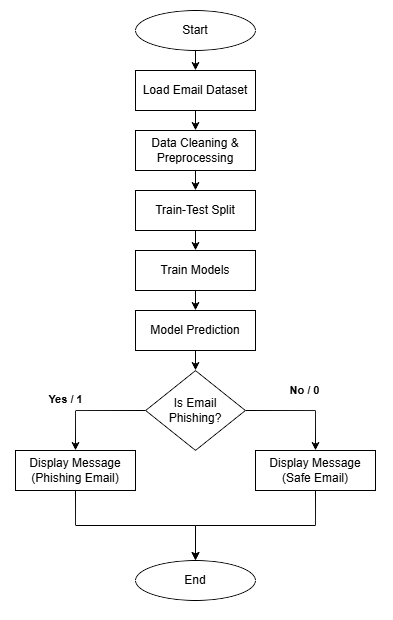 Start
Load Email Dataset
Data Cleaning &
Preprocessing
Train-Test Split
Train Models
Model Prediction
Is Email
Phishing?
Yes / 1
No / 0
Display Message
(Phishing Email)
Display Message
(Safe Email)
End